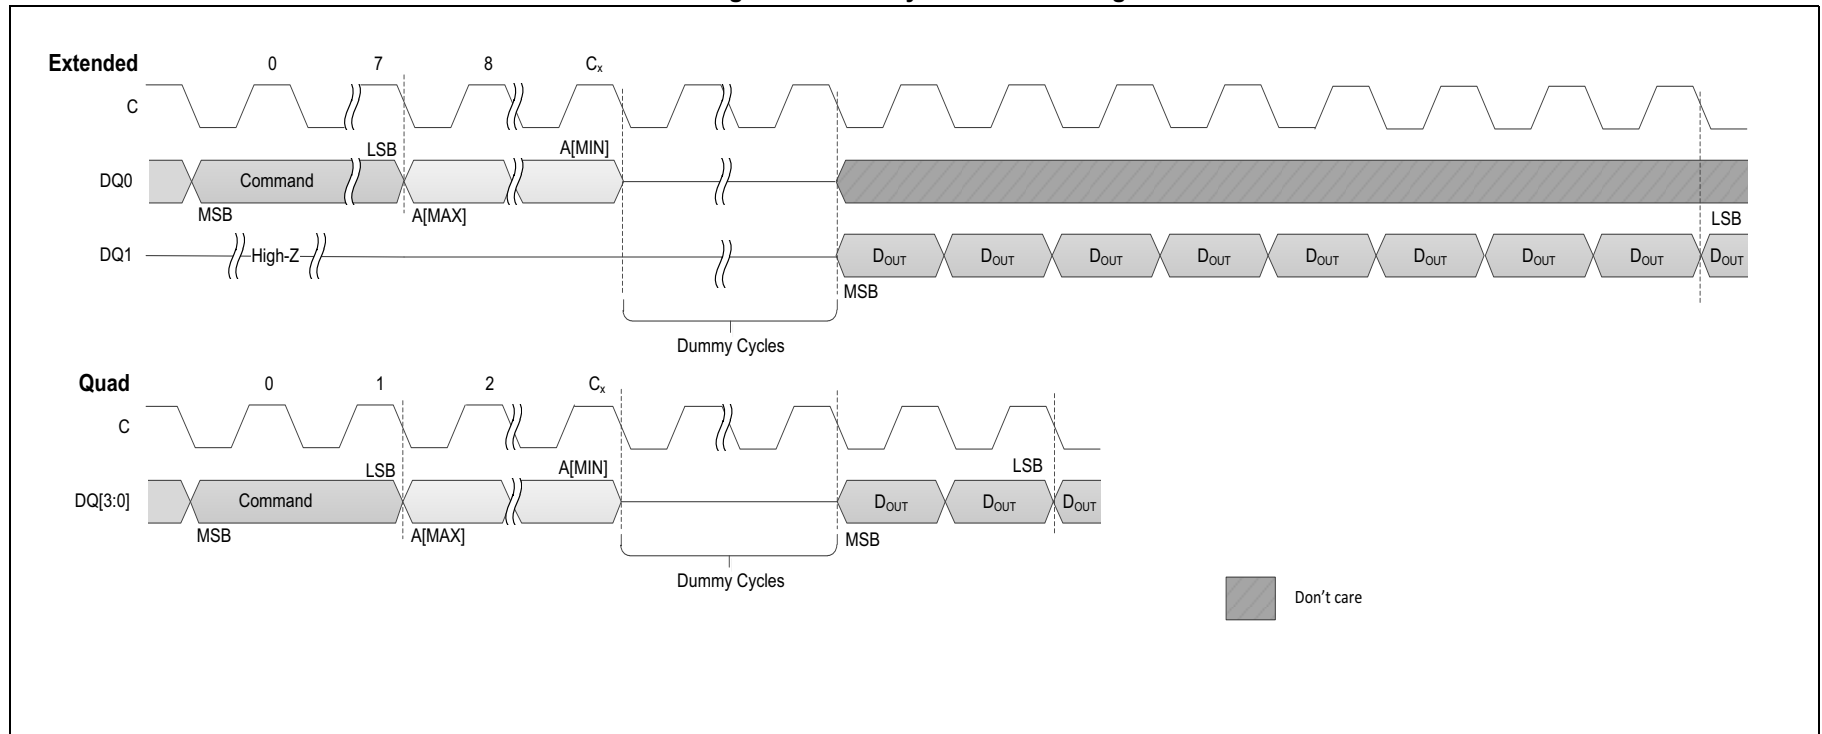 Extended 0 7 8 Cx
C
LSB A[MIN]
DQ0 Command
MSB A[MAX] LSB
DQ1 High-Z DOUT DOUT DOUT DOUT DOUT DOUT DOUT DOUT DOUT
MSB
Dummy Cycles
Quad 0 1 2 Cx
C
LSB A[MIN] LSB
DQ[3:0] Command DOUT DOUT DOUT
MSB A[MAX] MSB
Dummy Cycles
Don’t care